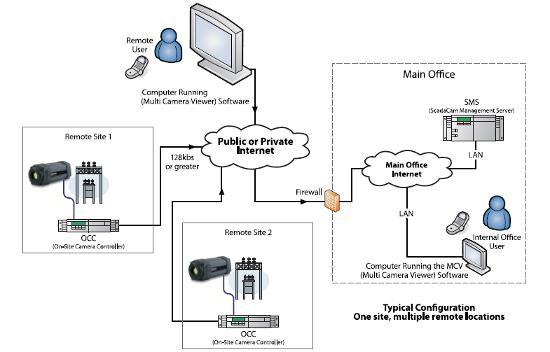 Remote
User
Computer Running
(Multi Camera Viewer) Software
Main Office
SMS
(ScadaCam Management Server)
LAN
Remote Site 1
128kbs
or greater
Public or Private
Internet
Main Office
Internet
Firewall
LAN
OCC
(On-Site Camera Controller)
Remote Site 2
Internal Office
User
Computer Running the MCV
(Multi Camera Viewer) Software
OCC
(On-Site Camera Controller)
Typical Configuration
One site, multiple remote locations